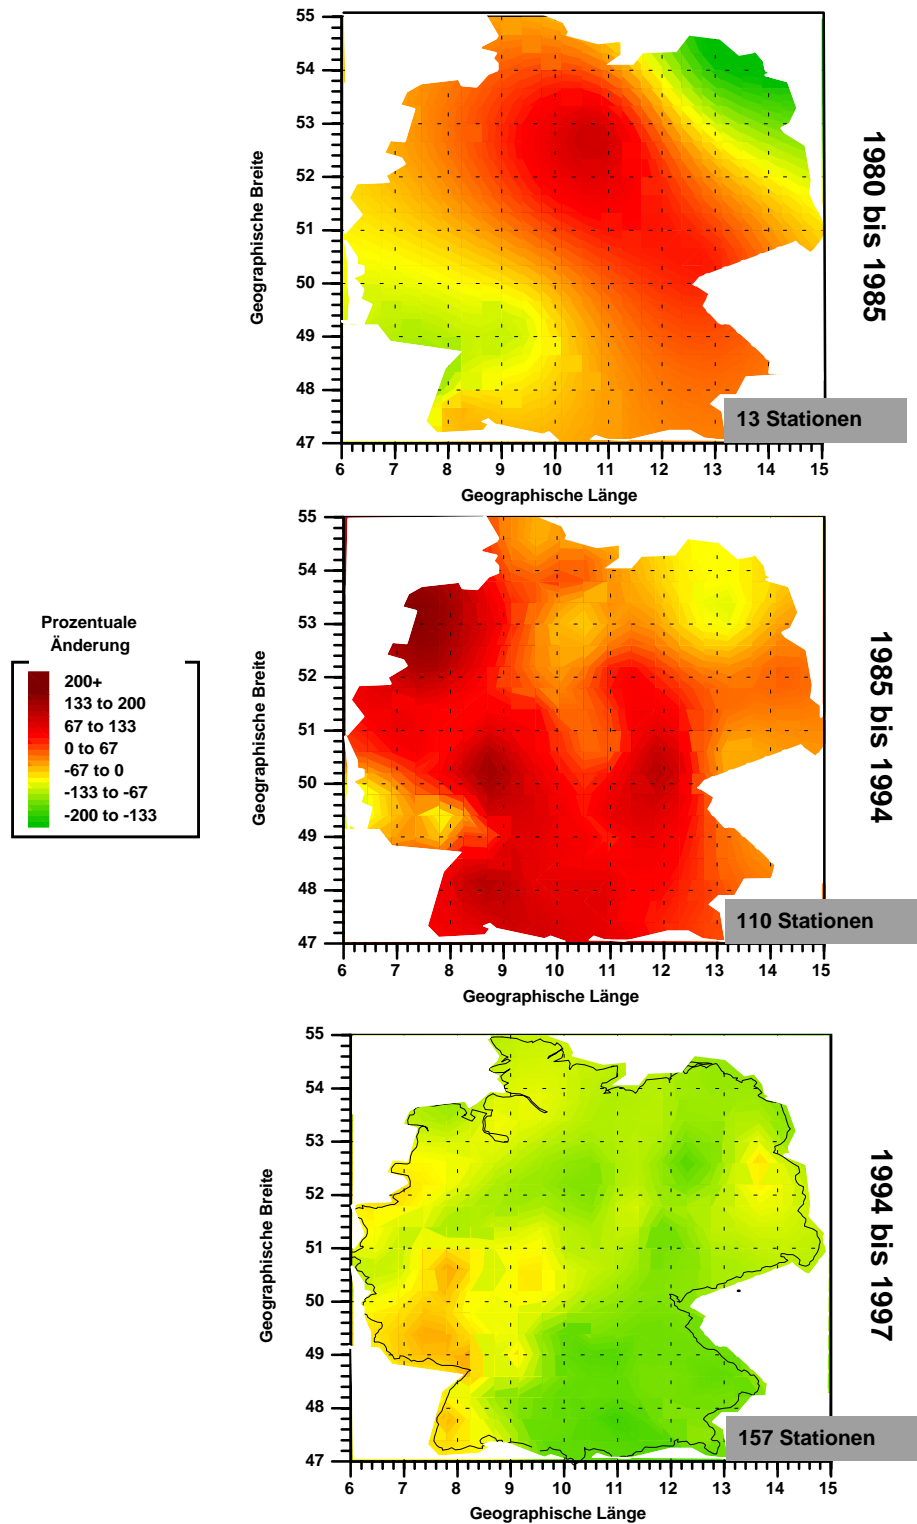 55
54
53
52
51
50
49
48
47
Geographische Breite
6 7 8 9 10 11 12 13 14 15
Geographische Länge
13 Stationen
1980 bis 1985
Prozentuale
Änderung
200+
133 to 200
67 to 133
0 to 67
-67 to 0
-133 to -67
-200 to -133
55
54
53
52
51
50
49
48
47
Geographische Breite
6 7 8 9 10 11 12 13 14 15
Geographische Länge
110 Stationen
1985 bis 1994
55
54
53
52
51
50
49
48
47
Geographische Breite
6 7 8 9 10 11 12 13 14 15
Geographische Länge
157 Stationen
1994 bis 1997